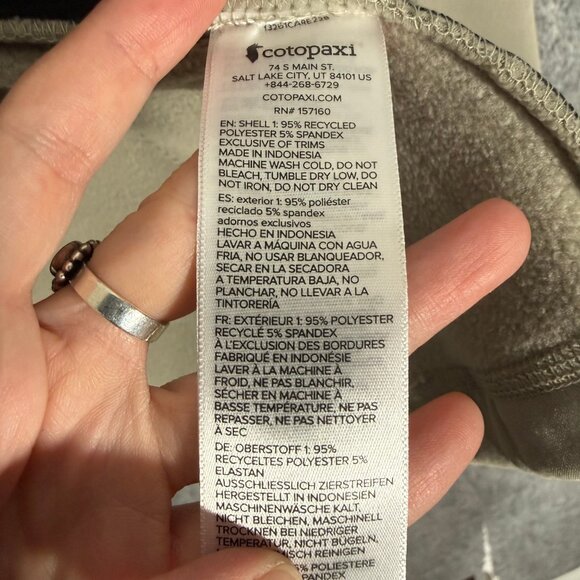 13261CARE23B
cotopaxi
74 S MAIN ST.
SALT LAKE CITY, UT 84101 US
+844-268-6729
COTOPAXI.COM
RN# 157160
EN: SHELL 1: 95% RECYCLED
POLYESTER 5% SPANDEX
EXCLUSIVE OF TRIMS
MADE IN INDONESIA
MACHINE WASH COLD, DO NOT
BLEACH, TUMBLE DRY LOW, DO
NOT IRON, DO NOT DRY CLEAN
ES: exterior 1: 95% poliéster
reciclado 5% spandex
adornos exclusivos
HECHO EN INDONESIA
LAVAR A MÁQUINA CON AGUA
FRIA, NO USAR BLANQUEADOR,
SECAR EN LA SECADORA
A TEMPERATURA BAJA, NO
PLANCHAR, NO LLEVAR A LA
TINTORERÍA
FR: EXTÉRIEUR 1: 95% POLYESTER
RECYCLÉ 5% SPANDEX
À L'EXCLUSION DES BORDURES
FABRIQUÉ EN INDONÉSIE
LAVER À LA MACHINE À
FROID, NE PAS BLANCHIR,
SÉCHER EN MACHINE À
BASSE TEMPÉRATURE, NE PAS
REPASSER, NE PAS NETTOYER
À SEC
DE: OBERSTOFF 1: 95%
RECYCELTES POLYESTER 5%
ELASTAN
AUSSCHLIESSLICH ZIERSTREIFEN
HERGESTELLT IN INDONESIEN
MASCHINENWÄSCHE KALT,
NICHT BLEICHEN, MASCHINELL
TROCKNEN BEI NIEDRIGER
TEMPERATUR, NICHT BÜGELN,
REINIGEN
POLIESTERE
SPANDEX